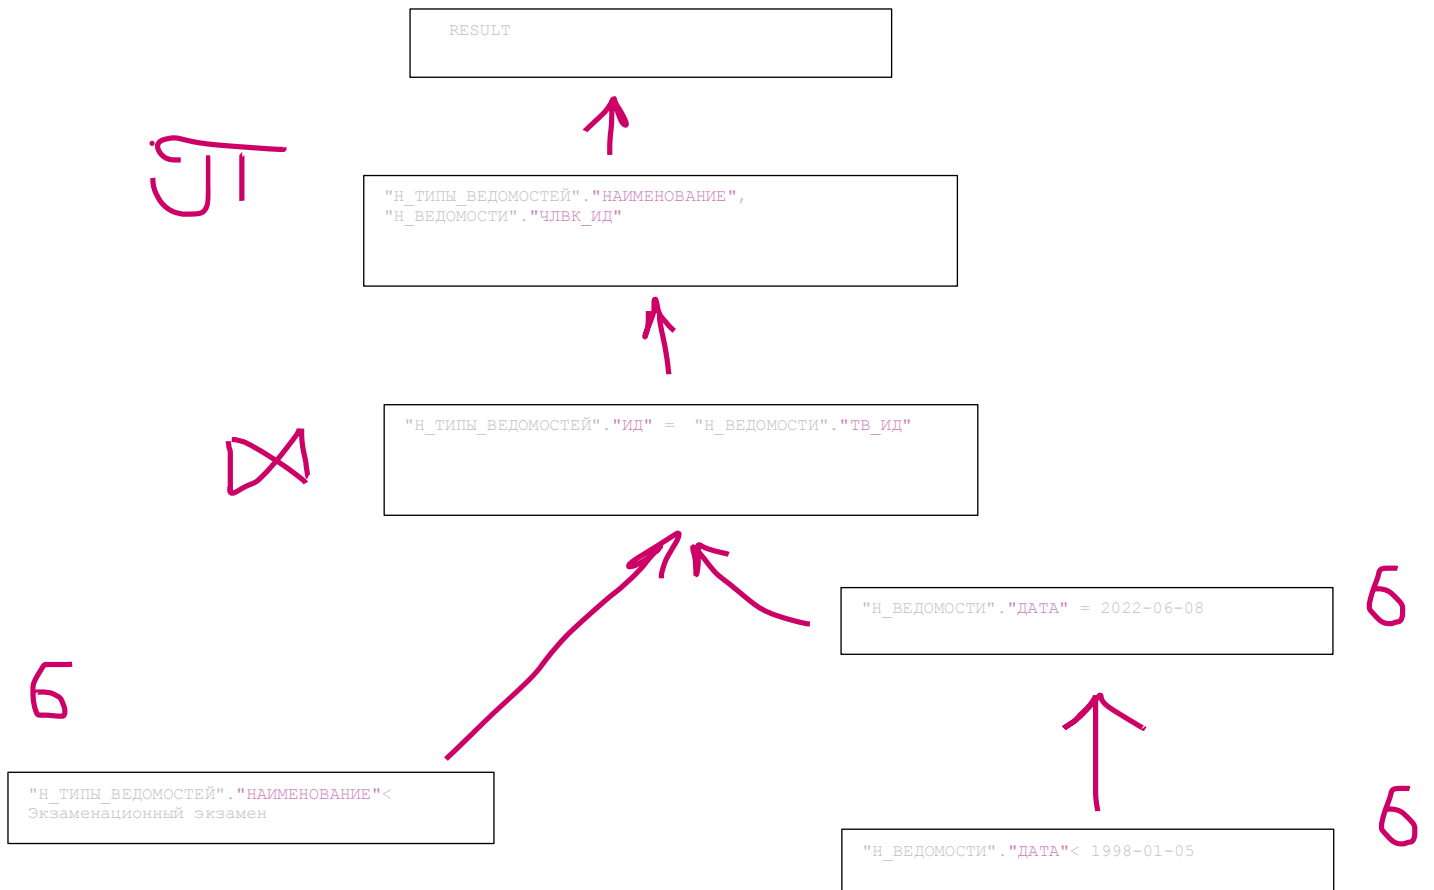 RESULT
π
"Н_ТИПЫ_ВЕДОМОСТЕЙ"."НАИМЕНОВАНИЕ",
"Н_ВЕДОМОСТИ"."ЧЛВК_ИД"
⋈
"Н_ТИПЫ_ВЕДОМОСТЕЙ"."ИД" =  "Н_ВЕДОМОСТИ"."ТВ_ИД"
"Н_ВЕДОМОСТИ"."ДАТА" = 2022-06-08
б
б
"Н_ТИПЫ_ВЕДОМОСТЕЙ"."НАИМЕНОВАНИЕ"<
Экзаменационный экзамен
б
"Н_ВЕДОМОСТИ"."ДАТА"< 1998-01-05